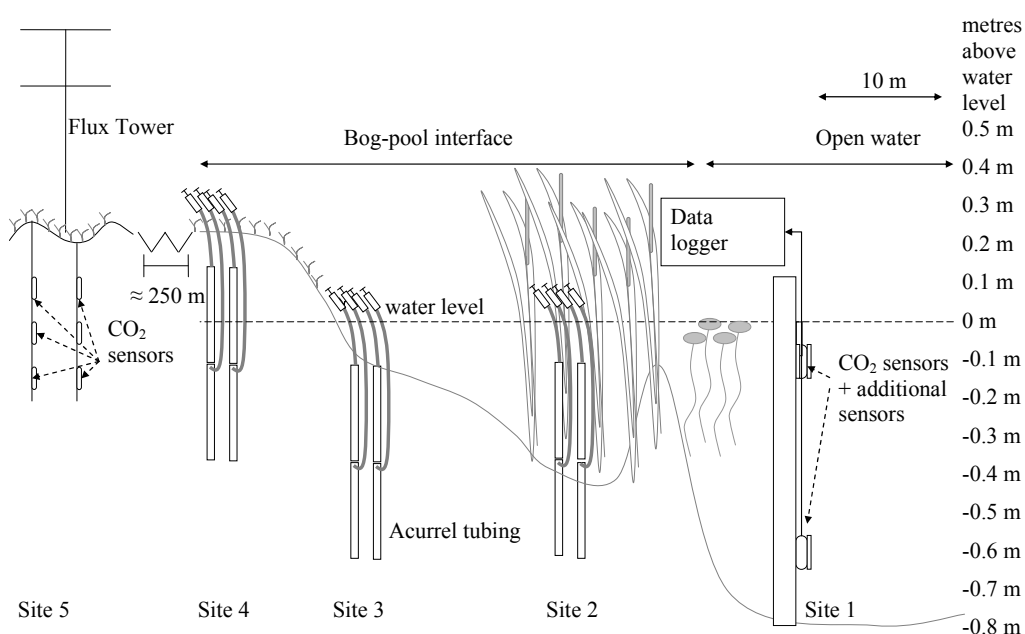 metres
above
water
level
10 m
Flux Tower
0.5 m
Bog-pool interface
Open water
0.4 m
0.3 m
Data
logger
0.2 m
0.1 m
≈ 250 m
water level
0 m
CO₂
sensors
-0.1 m
CO₂ sensors
+ additional
sensors
-0.2 m
-0.3 m
-0.4 m
-0.5 m
Acurrel tubing
-0.6 m
-0.7 m
Site 5
Site 4
Site 3
Site 2
Site 1
-0.8 m